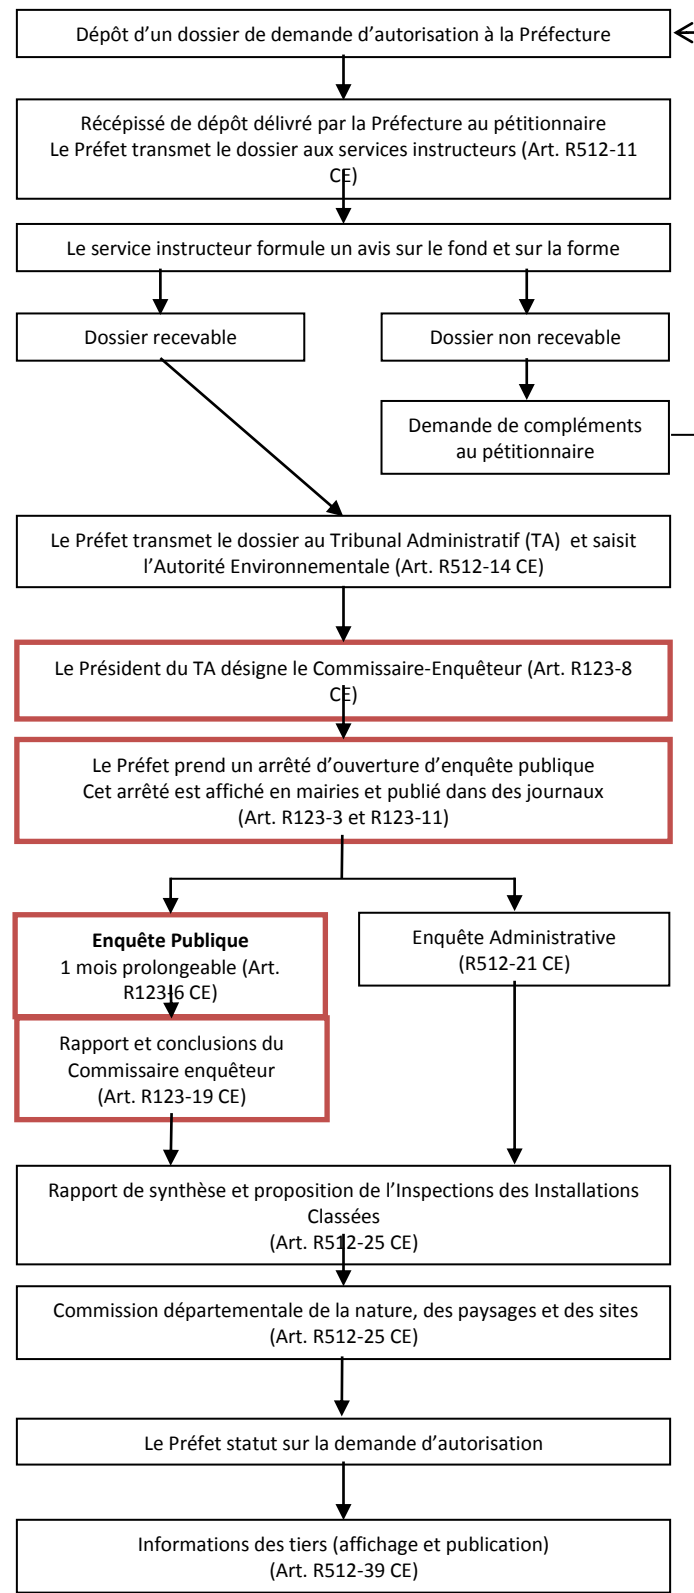 Dépôt d’un dossier de demande d’autorisation à la Préfecture
Récépissé de dépôt délivré par la Préfecture au pétitionnaire
Le Préfet transmet le dossier aux services instructeurs (Art. R512-11
CE)
Le service instructeur formule un avis sur le fond et sur la forme
Dossier recevable
Dossier non recevable
Demande de compléments
au pétitionnaire
Le Préfet transmet le dossier au Tribunal Administratif (TA) et saisit
l’Autorité Environnementale (Art. R512-14 CE)
Le Président du TA désigne le Commissaire-Enquêteur (Art. R123-8
CE)
Le Préfet prend un arrêté d’ouverture d’enquête publique
Cet arrêté est affiché en mairies et publié dans des journaux
(Art. R123-3 et R123-11)
Enquête Publique
1 mois prolongeable (Art.
R123-6 CE)
Enquête Administrative
(R512-21 CE)
Rapport et conclusions du
Commissaire enquêteur
(Art. R123-19 CE)
Rapport de synthèse et proposition de l’Inspections des Installations
Classées
(Art. R512-25 CE)
Commission départementale de la nature, des paysages et des sites
(Art. R512-25 CE)
Le Préfet statut sur la demande d’autorisation
Informations des tiers (affichage et publication)
(Art. R512-39 CE)